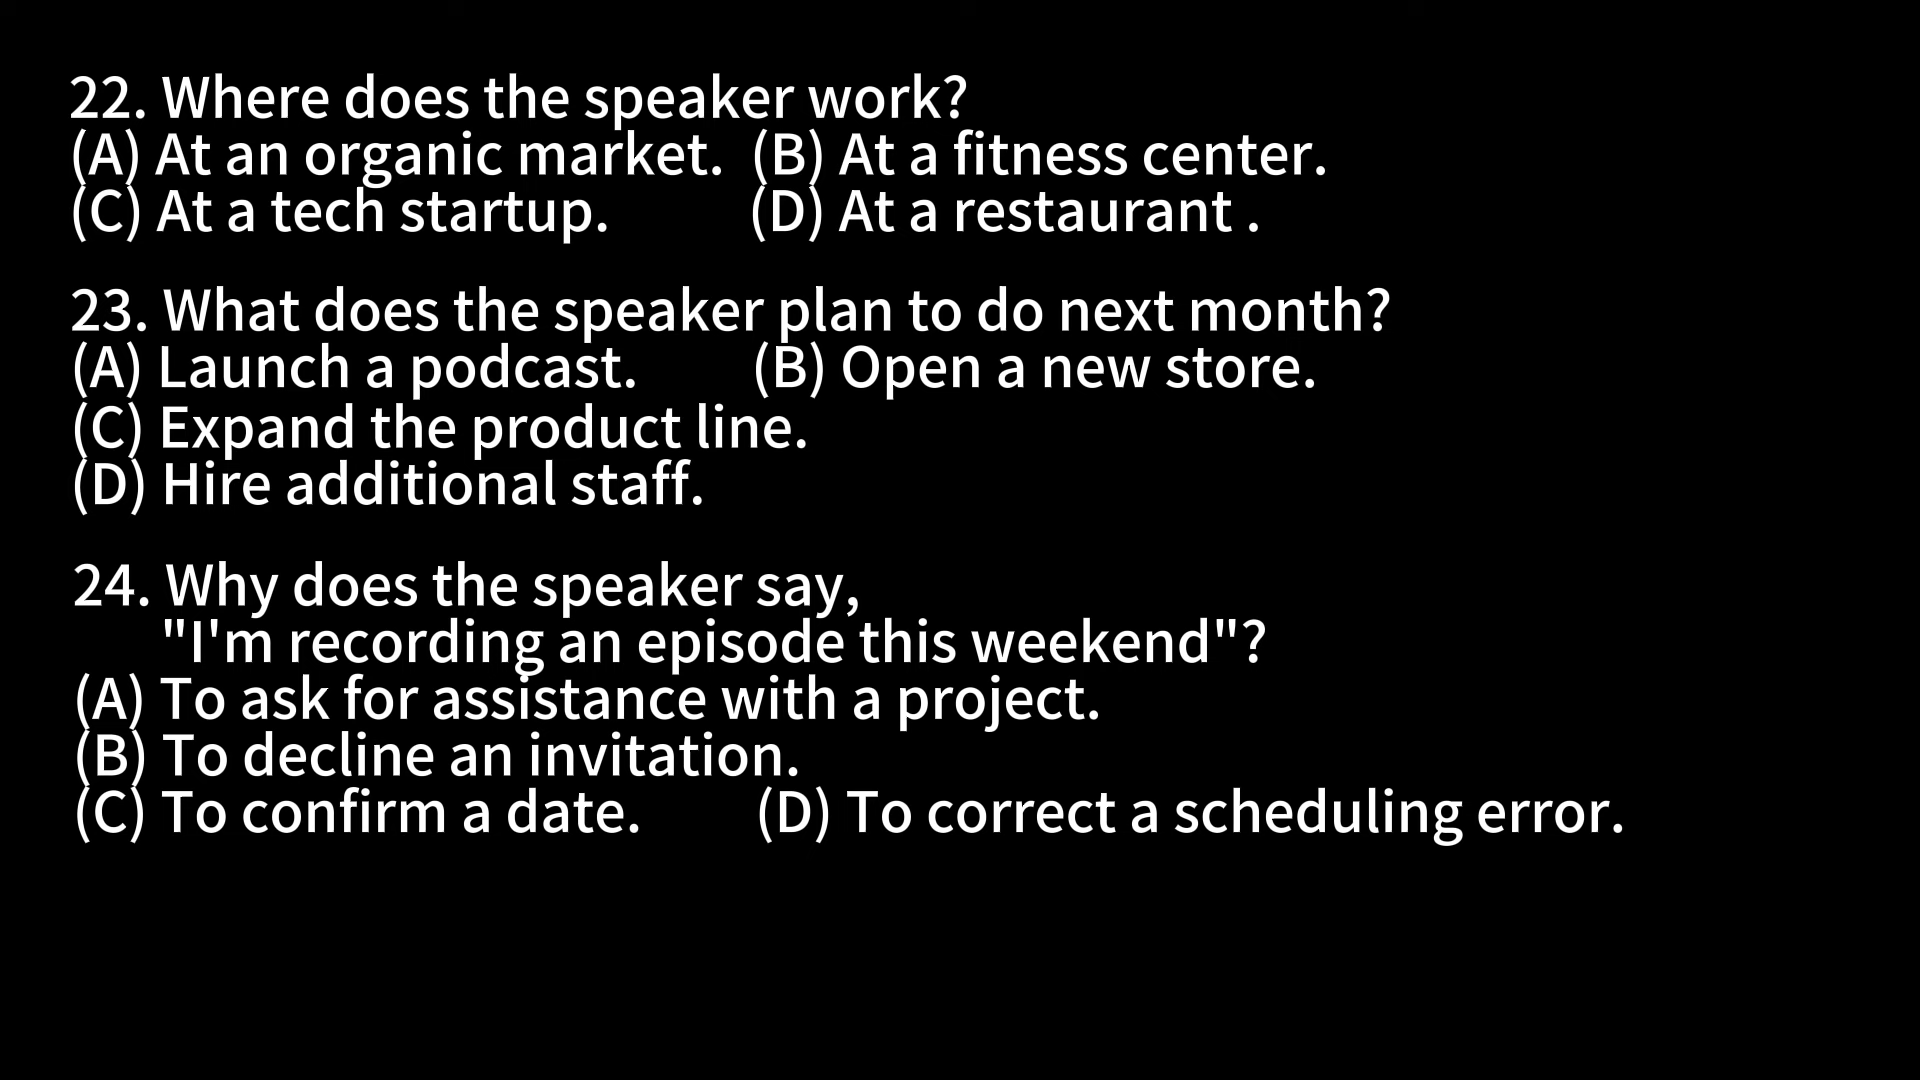 22. Where does the speaker work?
(A) At an organic market. (B) At a fitness center.
(C) At a tech startup. (D) At a restaurant .
23. What does the speaker plan to do next month?
(A) Launch a podcast. (B) Open a new store.
(C) Expand the product line.
(D) Hire additional staff.
24. Why does the speaker say,
"I'm recording an episode this weekend"?
(A) To ask for assistance with a project.
(B) To decline an invitation.
(C) To confirm a date. (D) To correct a scheduling error.